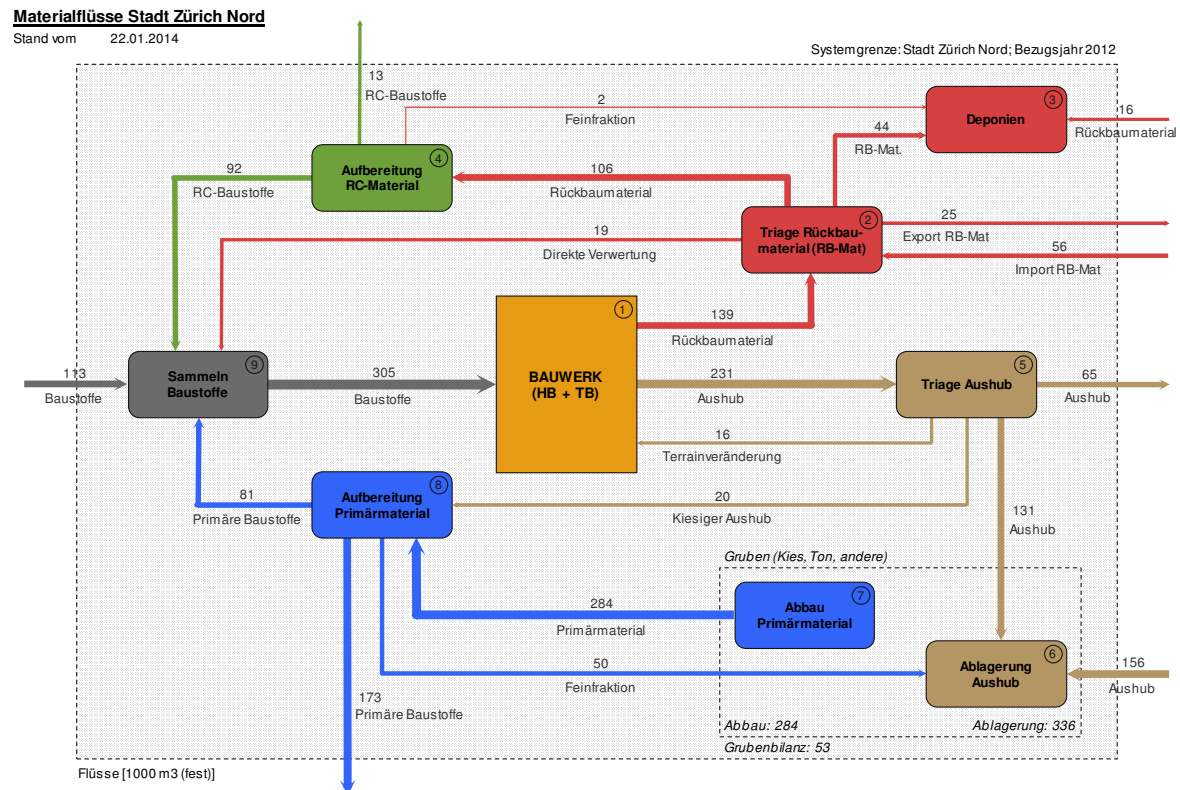 Materialflüsse Stadt Zürich Nord
Stand vom 22.01.2014
Systemgrenze: Stadt Zürich Nord; Bezugsjahr 2012
13
RC-Baustoffe
2
Feinfraktion
3
Deponien
16
Rückbaumaterial
44
RB-Mat.
4
Aufbereitung
RC-Material
92
RC-Baustoffe
106
Rückbaumaterial
2
Triage Rückbau-
material (RB-Mat)
25
Export RB-Mat
56
Import RB-Mat
19
Direkte Verwertung
1
BAUWERK
(HB + TB)
139
Rückbaumaterial
113
Baustoffe
9
Sammeln
Baustoffe
305
Baustoffe
231
Aushub
5
Triage Aushub
65
Aushub
16
Terrainveränderung
8
Aufbereitung
Primärmaterial
81
Primäre Baustoffe
20
Kiesiger Aushub
131
Aushub
Gruben (Kies, Ton, andere)
7
Abbau
Primärmaterial
284
Primärmaterial
6
Ablagerung
Aushub
156
Aushub
50
Feinfraktion
173
Primäre Baustoffe
Abbau: 284
Ablagerung: 336
Grubenbilanz: 53
Flüsse [1000 m3 (fest)]